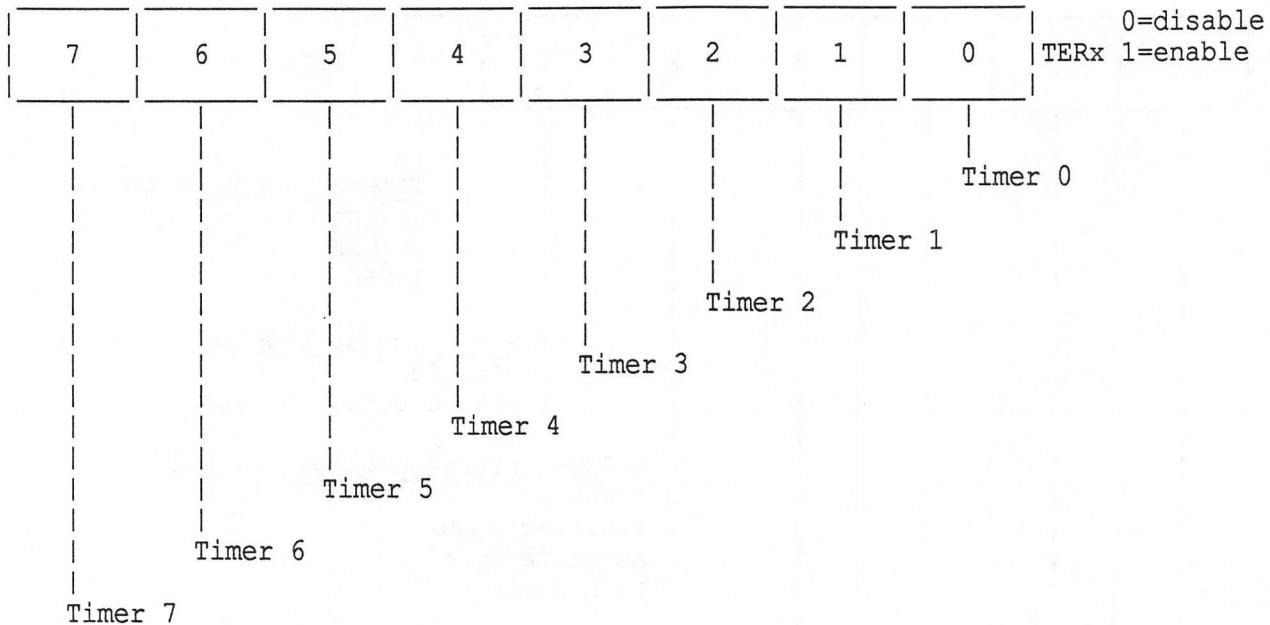 0=disable
7 6 5 4 3 2 1 0 TERx 1=enable
Timer 0
Timer 1
Timer 2
Timer 3
Timer 4
Timer 5
Timer 6
Timer 7